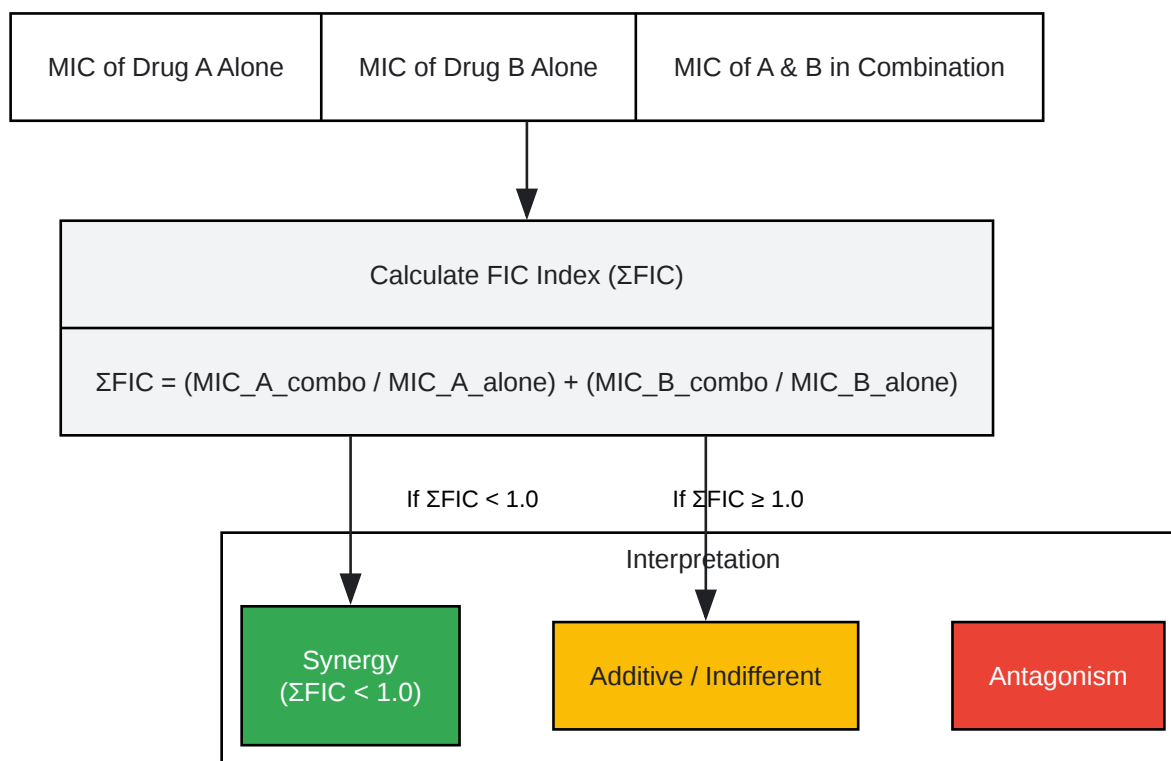 MIC of Drug A Alone
MIC of Drug B Alone
MIC of A & B in Combination
Calculate FIC Index (ΣFIC)
ΣFIC = (MIC_A_combo / MIC_A_alone) + (MIC_B_combo / MIC_B_alone)
If ΣFIC < 1.0
If ΣFIC ≥ 1.0
Interpretation
Synergy
(ΣFIC < 1.0)
Additive / Indifferent
Antagonism